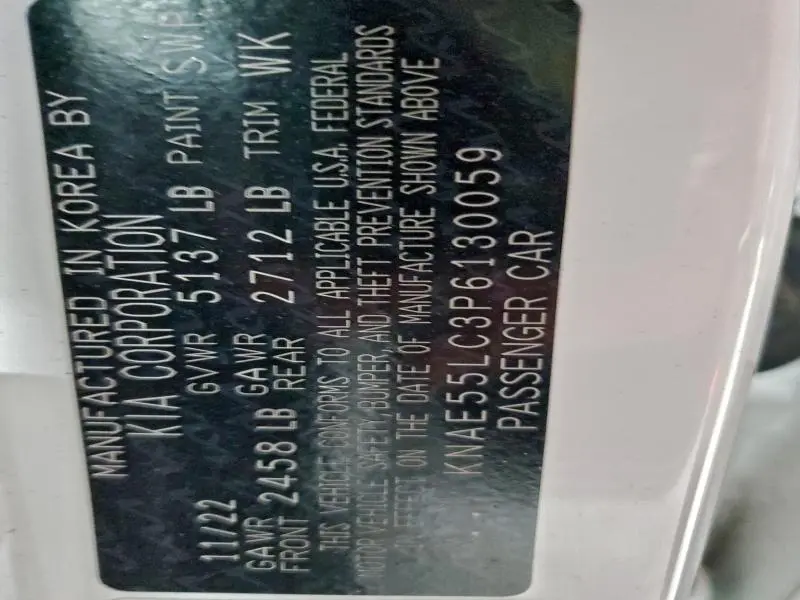 MANUFACTURED IN KOREA BY
KIA CORPORATION
11/22 GVWR 5137 LB PAINT SWP
GAWR FRONT 2458 LB GAWR REAR 2712 LB TRIM WK
THIS VEHICLE CONFORMS TO ALL APPLICABLE U.S.A. FEDERAL
MOTOR VEHICLE SAFETY, BUMPER, AND THEFT PREVENTION STANDARDS
IN EFFECT ON THE DATE OF MANUFACTURE SHOWN ABOVE
KNAE55LC3P6130059
PASSENGER CAR